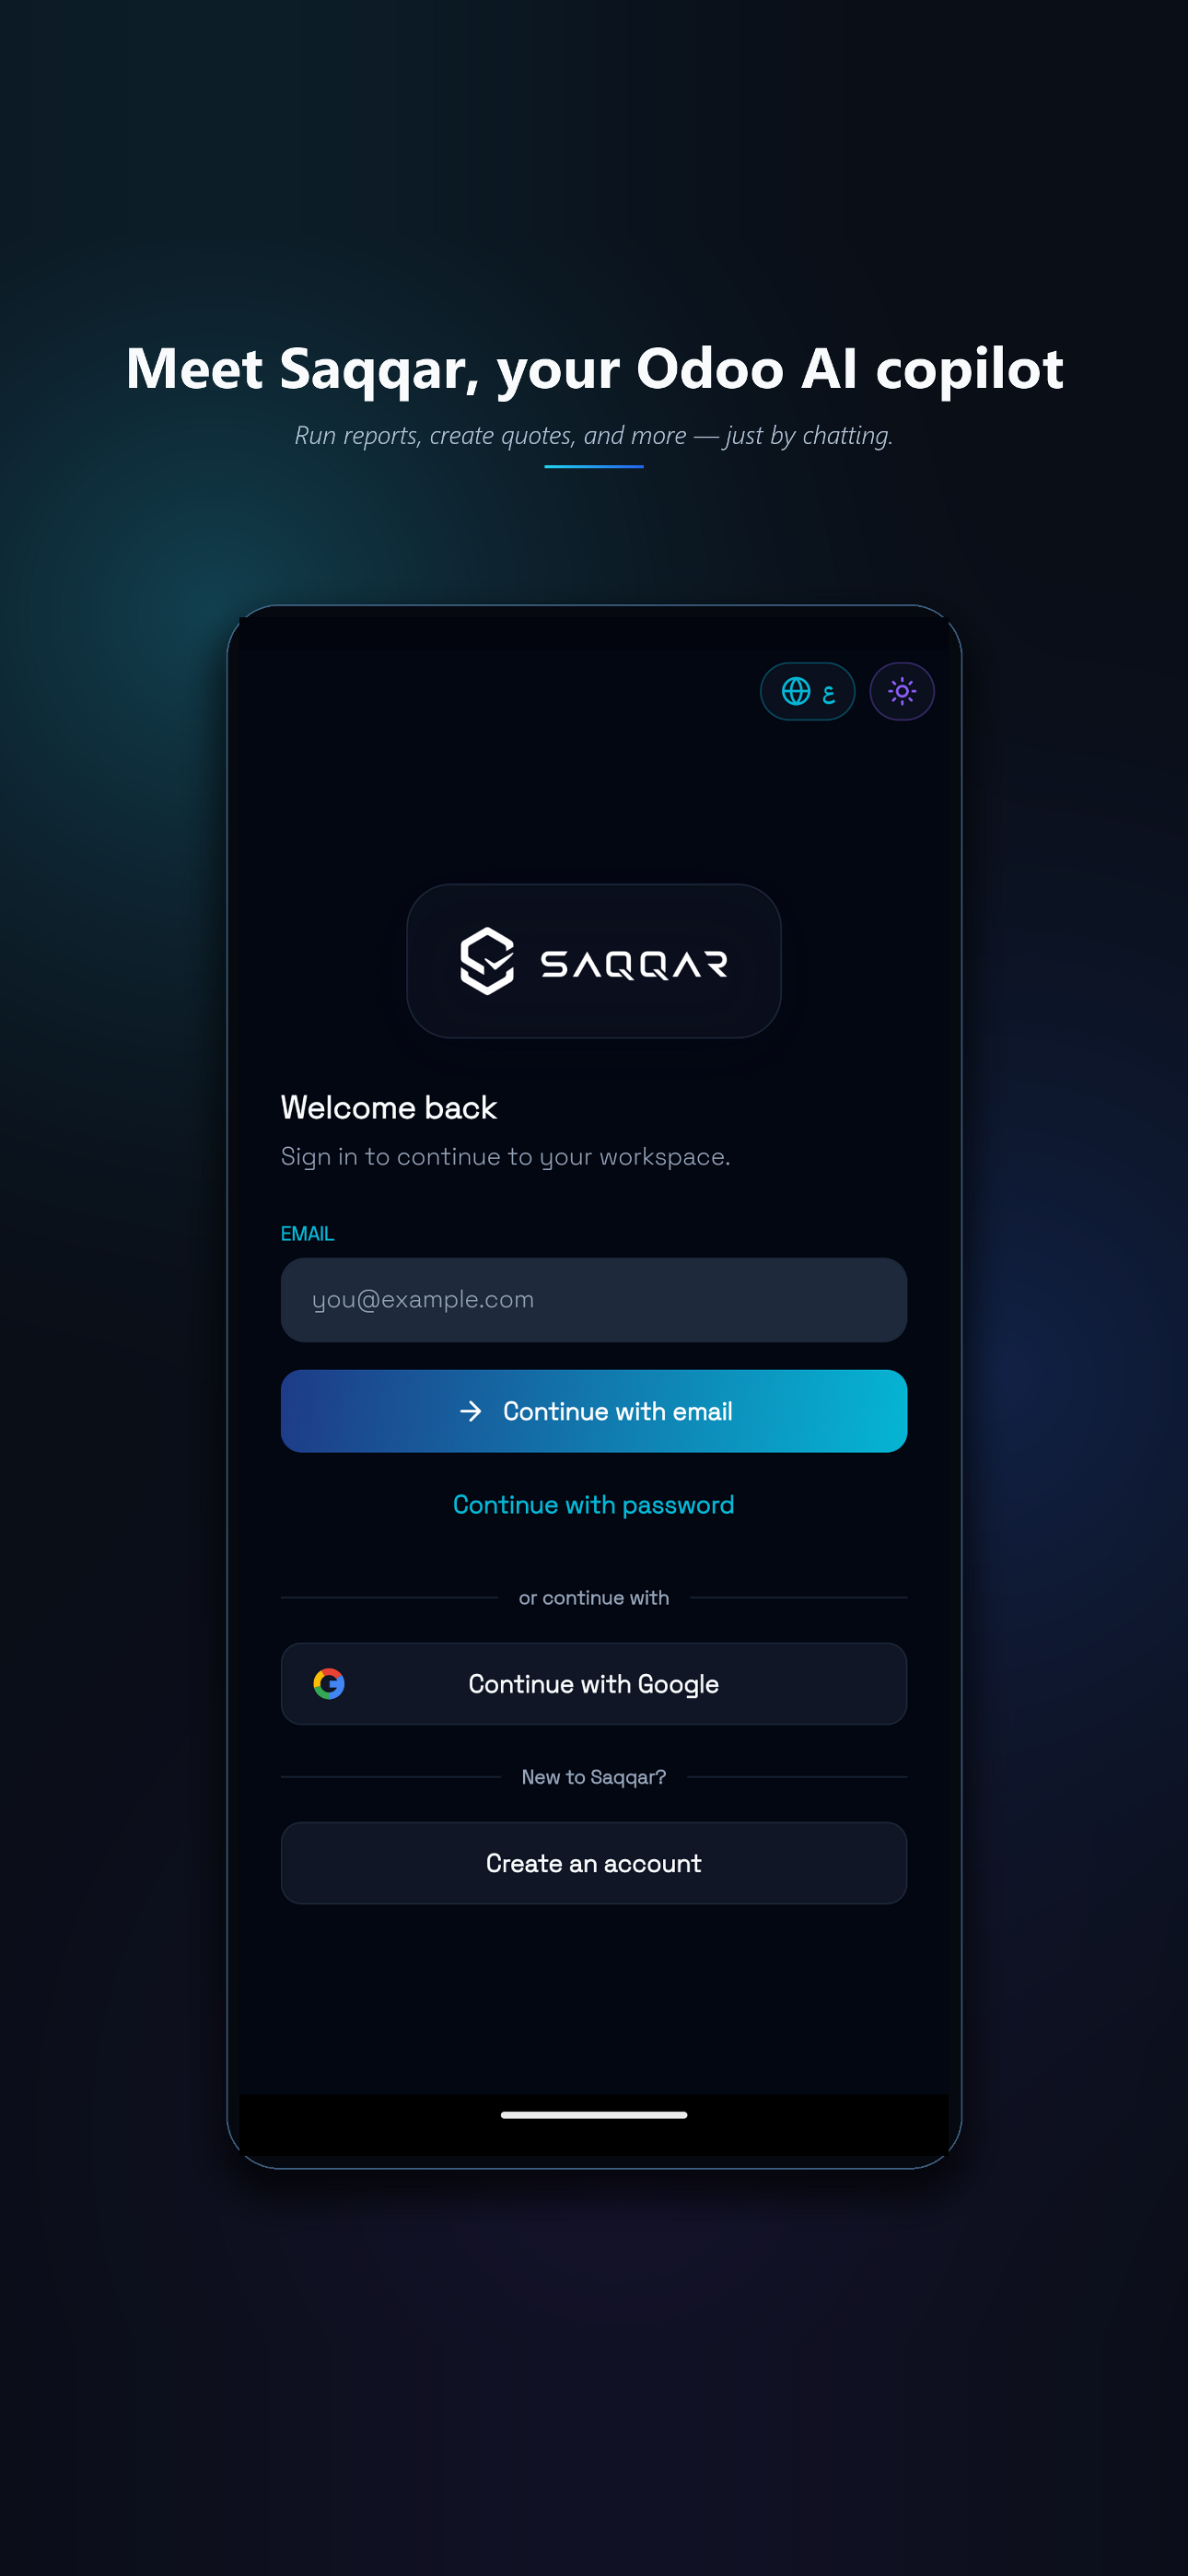 Meet Saqqar, your Odoo AI copilot
Run reports, create quotes, and more — just by chatting.
ع
SAQQAR
Welcome back
Sign in to continue to your workspace.
EMAIL
you@example.com
Continue with email
Continue with password
or continue with
Continue with Google
New to Saqqar?
Create an account